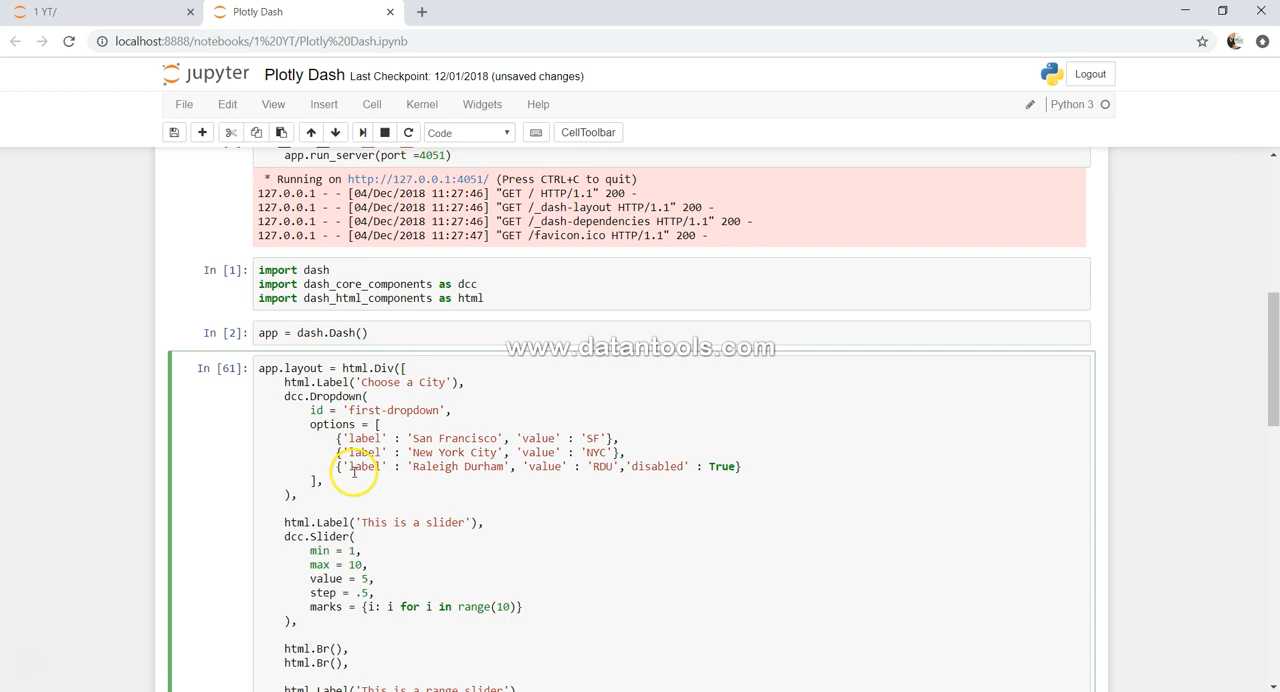 1 YT/
Plotly Dash
localhost:8888/notebooks/1%20YT/Plotly%20Dash.ipynb
jupyter Plotly Dash Last Checkpoint: 12/01/2018 (unsaved changes)
Logout
File Edit View Insert Cell Kernel Widgets Help
Python 3
Code
CellToolbar
app.run_server(port =4051)
* Running on http://127.0.0.1:4051/ (Press CTRL+C to quit)
127.0.0.1 - - [04/Dec/2018 11:27:46] "GET / HTTP/1.1" 200 -
127.0.0.1 - - [04/Dec/2018 11:27:46] "GET /_dash-layout HTTP/1.1" 200 -
127.0.0.1 - - [04/Dec/2018 11:27:46] "GET /_dash-dependencies HTTP/1.1" 200 -
127.0.0.1 - - [04/Dec/2018 11:27:47] "GET /favicon.ico HTTP/1.1" 200 -
In [1]: import dash
import dash_core_components as dcc
import dash_html_components as html
In [2]: app = dash.Dash()
www.datantools.com
In [61]: app.layout = html.Div([
html.Label('Choose a City'),
dcc.Dropdown(
id = 'first-dropdown',
options = [
{'label' : 'San Francisco', 'value' : 'SF'},
{'label' : 'New York City', 'value' : 'NYC'},
{'label' : 'Raleigh Durham', 'value' : 'RDU','disabled' : True}
],
),
html.Label('This is a slider'),
dcc.Slider(
min = 1,
max = 10,
value = 5,
step = .5,
marks = {i: i for i in range(10)}
),
html.Br(),
html.Br(),
html.Label('This is a range slider')